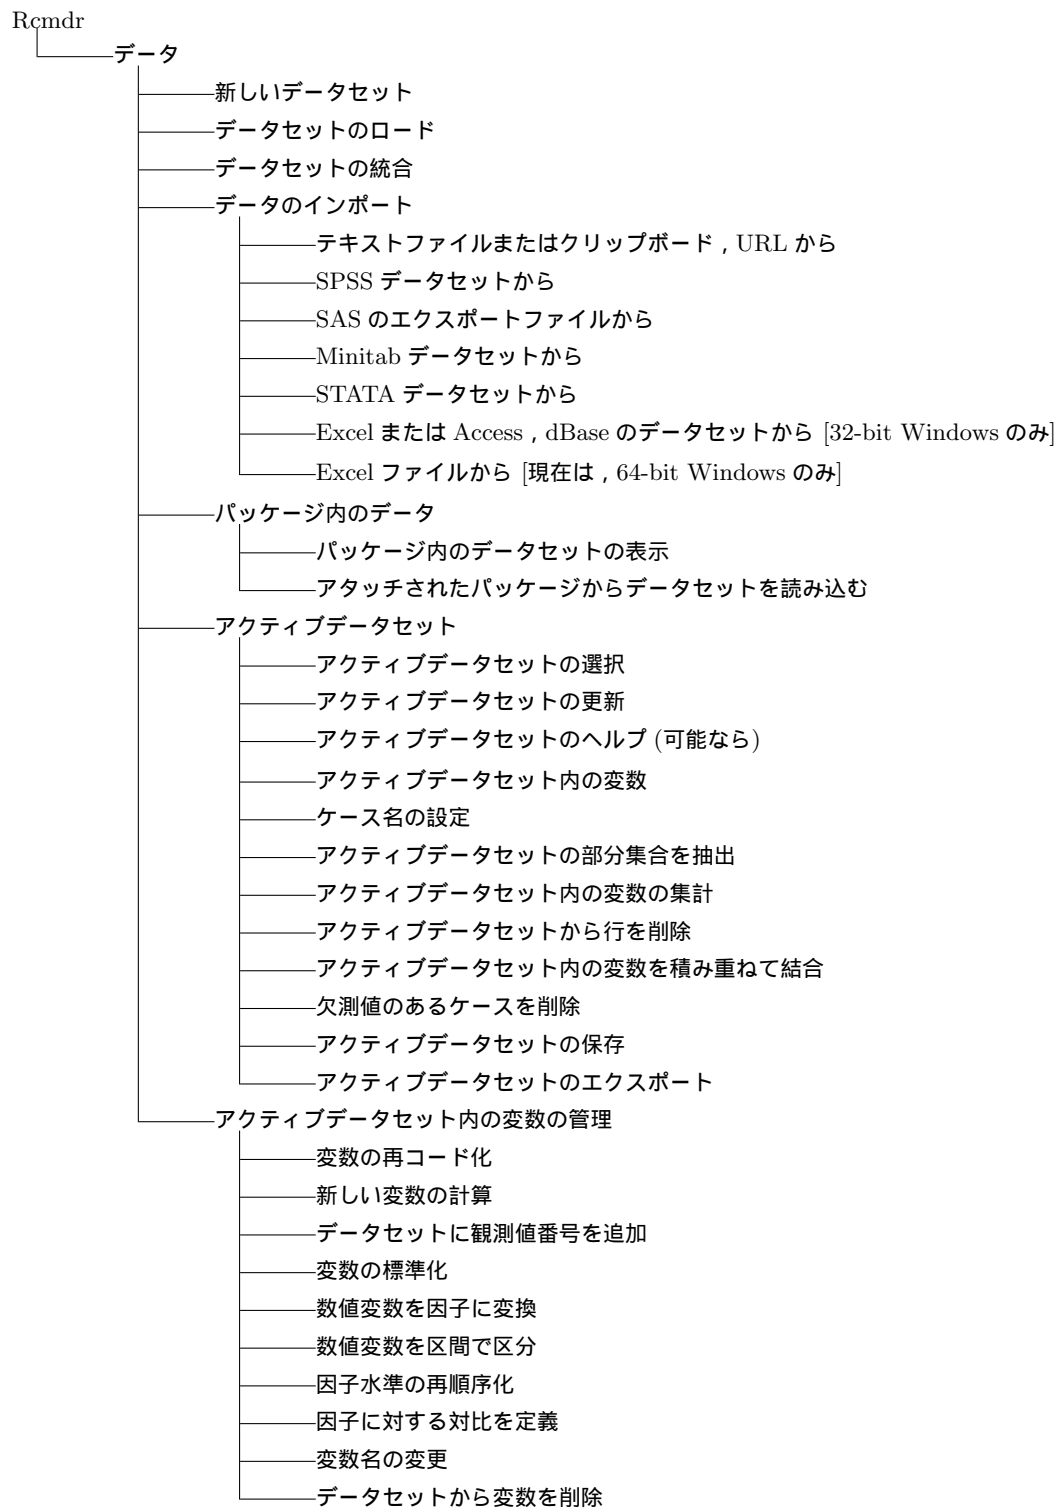 Rcmdr
データ
新しいデータセット
データセットのロード
データセットの統合
データのインポート
テキストファイルまたはクリップボード , URL から
SPSS データセットから
SAS のエクスポートファイルから
Minitab データセットから
STATA データセットから
Excel または Access , dBase のデータセットから [32-bit Windows のみ]
Excel ファイルから [現在は , 64-bit Windows のみ]
パッケージ内のデータ
パッケージ内のデータセットの表示
アタッチされたパッケージからデータセットを読み込む
アクティブデータセット
アクティブデータセットの選択
アクティブデータセットの更新
アクティブデータセットのヘルプ (可能なら)
アクティブデータセット内の変数
ケース名の設定
アクティブデータセットの部分集合を抽出
アクティブデータセット内の変数の集計
アクティブデータセットから行を削除
アクティブデータセット内の変数を積み重ねて結合
欠測値のあるケースを削除
アクティブデータセットの保存
アクティブデータセットのエクスポート
アクティブデータセット内の変数の管理
変数の再コード化
新しい変数の計算
データセットに観測値番号を追加
変数の標準化
数値変数を因子に変換
数値変数を区間で区分
因子水準の再順序化
因子に対する対比を定義
変数名の変更
データセットから変数を削除